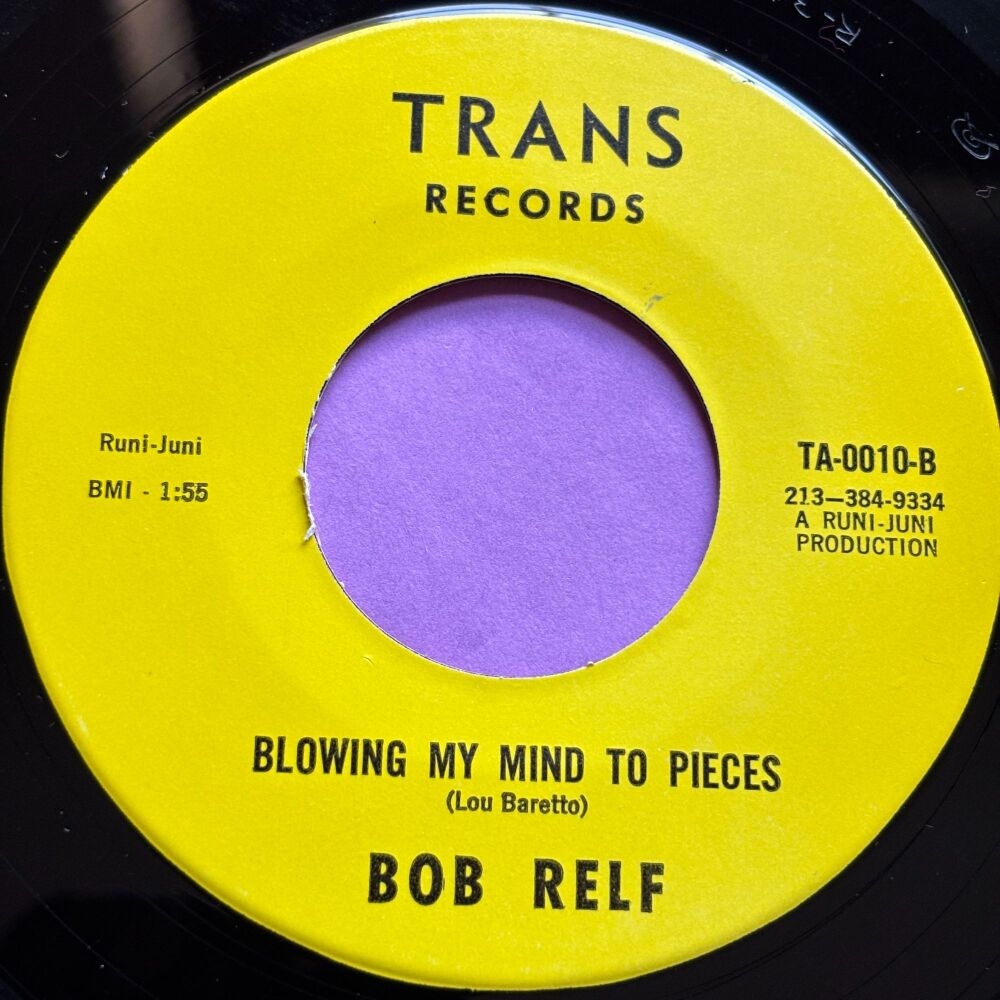 TRANS
RECORDS
Runi-Juni
BMI - 1:55
TA-0010-B
213—384-9334
A RUNI-JUNI
PRODUCTION
BLOWING MY MIND TO PIECES
(Lou Baretto)
BOB RELF